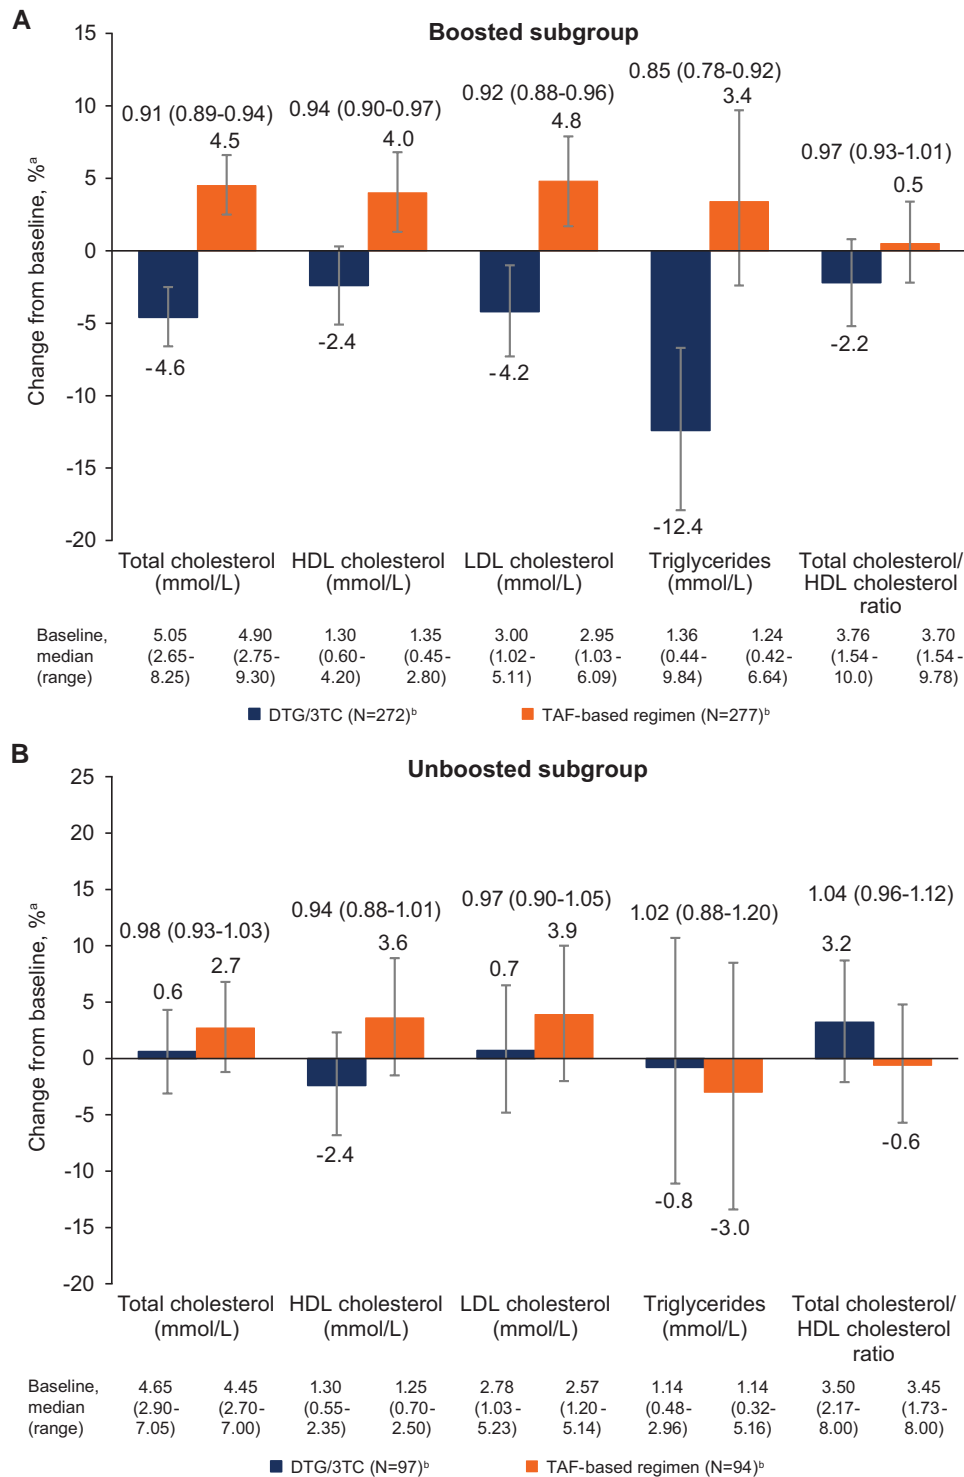 A
Boosted subgroup
Change from baseline, %ᵃ
15
10
5
0
-5
-10
-15
-20
0.91 (0.89-0.94)
4.5
-4.6
0.94 (0.90-0.97)
4.0
-2.4
0.92 (0.88-0.96)
4.8
-4.2
0.85 (0.78-0.92)
3.4
-12.4
0.97 (0.93-1.01)
0.5
-2.2
Total cholesterol
(mmol/L)
HDL cholesterol
(mmol/L)
LDL cholesterol
(mmol/L)
Triglycerides
(mmol/L)
Total cholesterol/
HDL cholesterol
ratio
Baseline, 5.05 4.90 1.30 1.35 3.00 2.95 1.36 1.24 3.76 3.70
median (2.65- (2.75- (0.60- (0.45- (1.02- (1.03- (0.44- (0.42- (1.54- (1.54-
(range) 8.25) 9.30) 4.20) 2.80) 5.11) 6.09) 9.84) 6.64) 10.0) 9.78)
DTG/3TC (N=272)ᵇ TAF-based regimen (N=277)ᵇ
B
Unboosted subgroup
Change from baseline, %ᵃ
25
20
15
10
5
0
-5
-10
-15
-20
0.98 (0.93-1.03)
0.6
2.7
0.94 (0.88-1.01)
3.6
-2.4
0.97 (0.90-1.05)
0.7
3.9
1.02 (0.88-1.20)
-0.8
-3.0
1.04 (0.96-1.12)
3.2
-0.6
Total cholesterol
(mmol/L)
HDL cholesterol
(mmol/L)
LDL cholesterol
(mmol/L)
Triglycerides
(mmol/L)
Total cholesterol/
HDL cholesterol
ratio
Baseline, 4.65 4.45 1.30 1.25 2.78 2.57 1.14 1.14 3.50 3.45
median (2.90- (2.70- (0.55- (0.70- (1.03- (1.20- (0.48- (0.32- (2.17- (1.73-
(range) 7.05) 7.00) 2.35) 2.50) 5.23) 5.14) 2.96) 5.16) 8.00) 8.00)
DTG/3TC (N=97)ᵇ TAF-based regimen (N=94)ᵇ